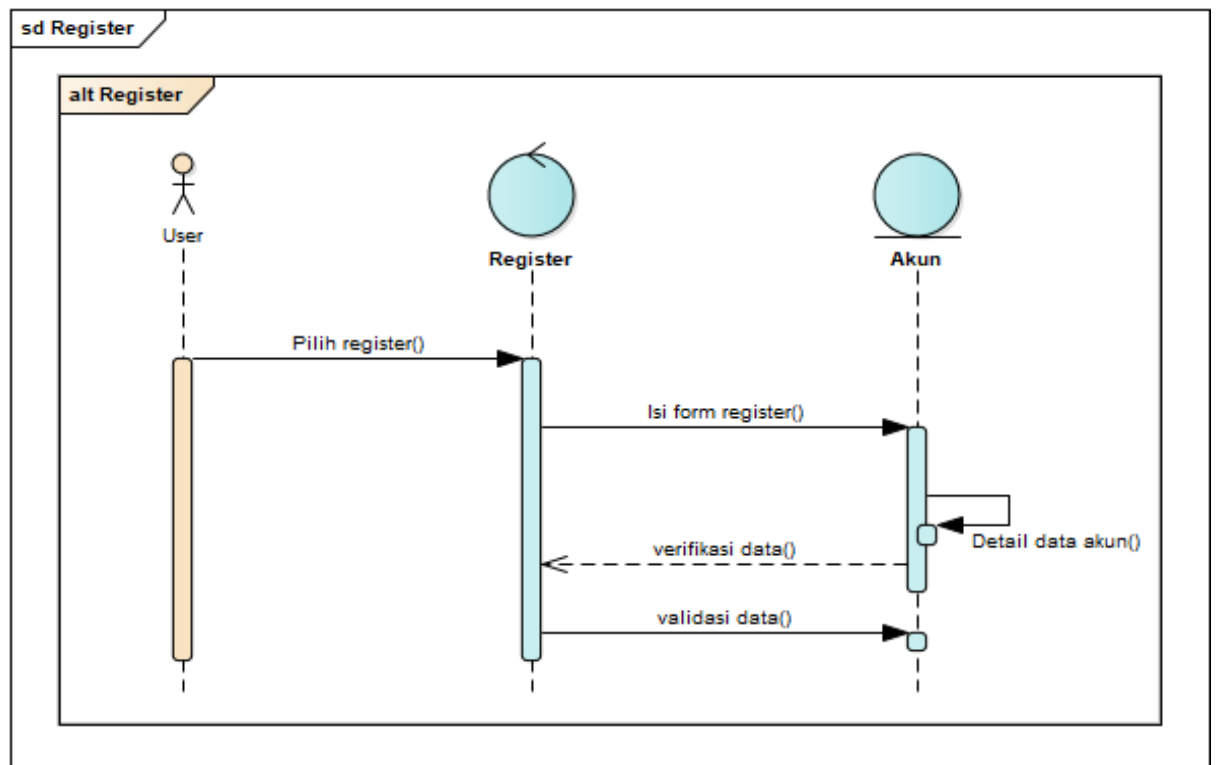 sd Register
alt Register
User
Register
Akun
Pilih register()
Isi form register()
Detail data akun()
verifikasi data()
validasi data()